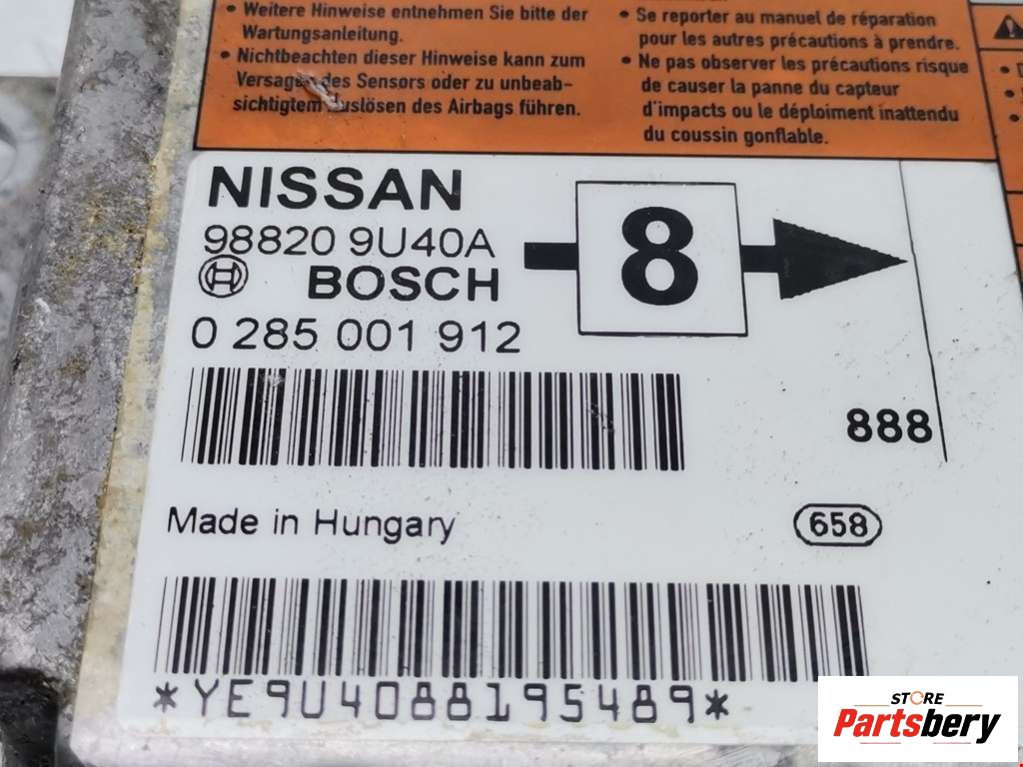 • Weitere Hinweise entnehmen Sie bitte der
Wartungsanleitung.
• Nichtbeachten dieser Hinweise kann zum
Versagen des Sensors oder zu unbeab-
sichtigtem Auslösen des Airbags führen.
• Se reporter au manuel de réparation
pour les autres précautions à prendre.
• Ne pas observer les précautions risque
de causer la panne du capteur
d'impacts ou le déploiement inattendu
du coussin gonflable.
NISSAN
98820 9U40A
BOSCH
0 285 001 912
8
888
Made in Hungary
658
*YE9U4088195489*
STORE
Partsbery